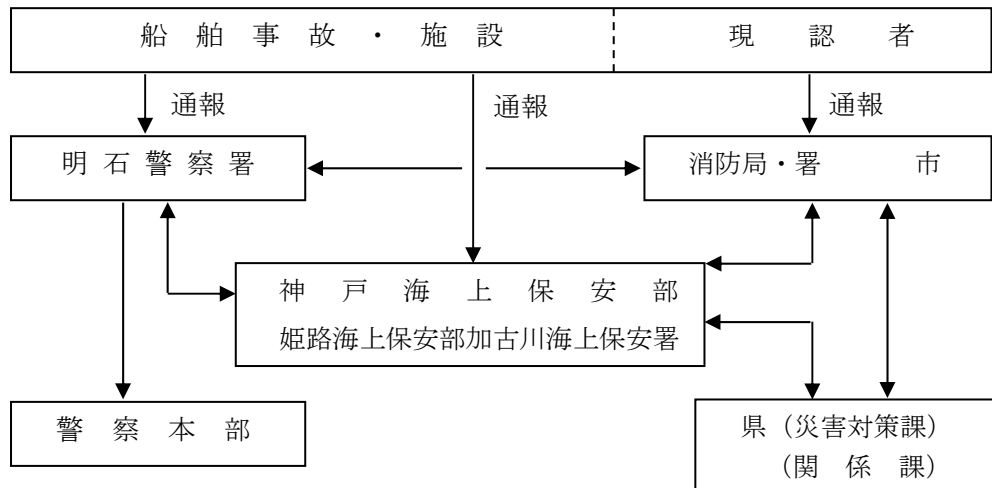 船舶事故・施設 現認者
通報 通報 通報
明石警察署 消防局・署 市
神戸海上保安部
姫路海上保安部加古川海上保安署
警察本部 県（災害対策課）
（関係課）